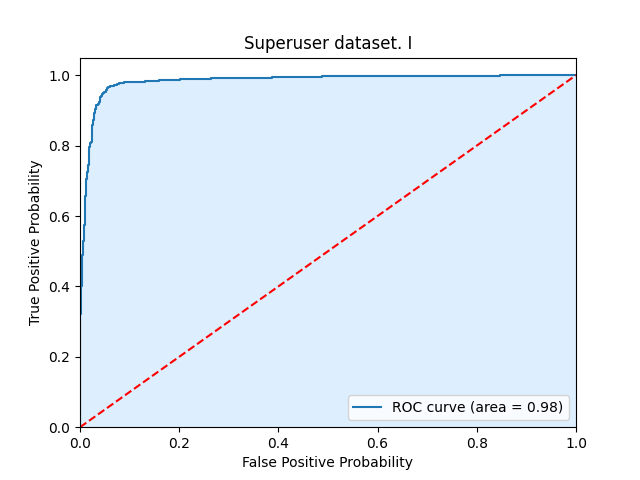 Superuser dataset. I
True Positive Probability
1.0
0.8
0.6
0.4
0.2
0.0
ROC curve (area = 0.98)
0.0 0.2 0.4 0.6 0.8 1.0
False Positive Probability